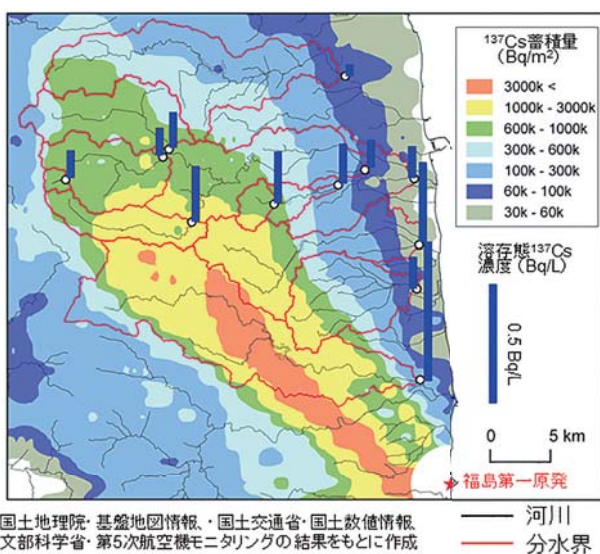 ¹³⁷Cs蓄積量
(Bq/m²)
3000k <
1000k - 3000k
600k - 1000k
300k - 600k
100k - 300k
60k - 100k
30k - 60k
溶存態¹³⁷Cs
濃度 (Bq/L)
0.5 Bq/L
0 5 km
福島第一原発
河川
分水界
国土地理院・基盤地図情報、・国土交通省・国土数値情報、
文部科学省・第5次航空機モニタリングの結果をもとに作成